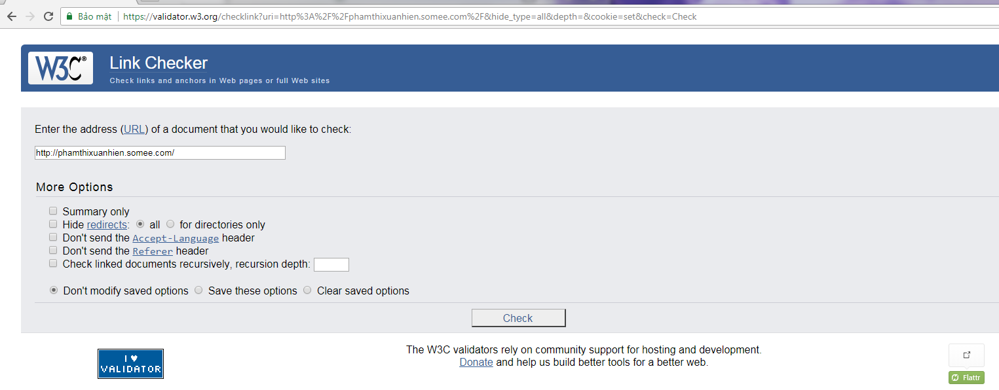 Bảo mật https://validator.w3.org/checklink?uri=http%3A%2F%2Fphamthixuanhien.somee.com%2F&hide_type=all&depth=&cookie=set&check=Check
W3C® Link Checker
Check links and anchors in Web pages or full Web sites
Enter the address (URL) of a document that you would like to check:
http://phamthixuanhien.somee.com/
More Options
Summary only
Hide redirects: all for directories only
Don't send the Accept-Language header
Don't send the Referer header
Check linked documents recursively, recursion depth:
Don't modify saved options Save these options Clear saved options
Check
I ♥
VALIDATOR
The W3C validators rely on community support for hosting and development.
Donate and help us build better tools for a better web.
Flattr